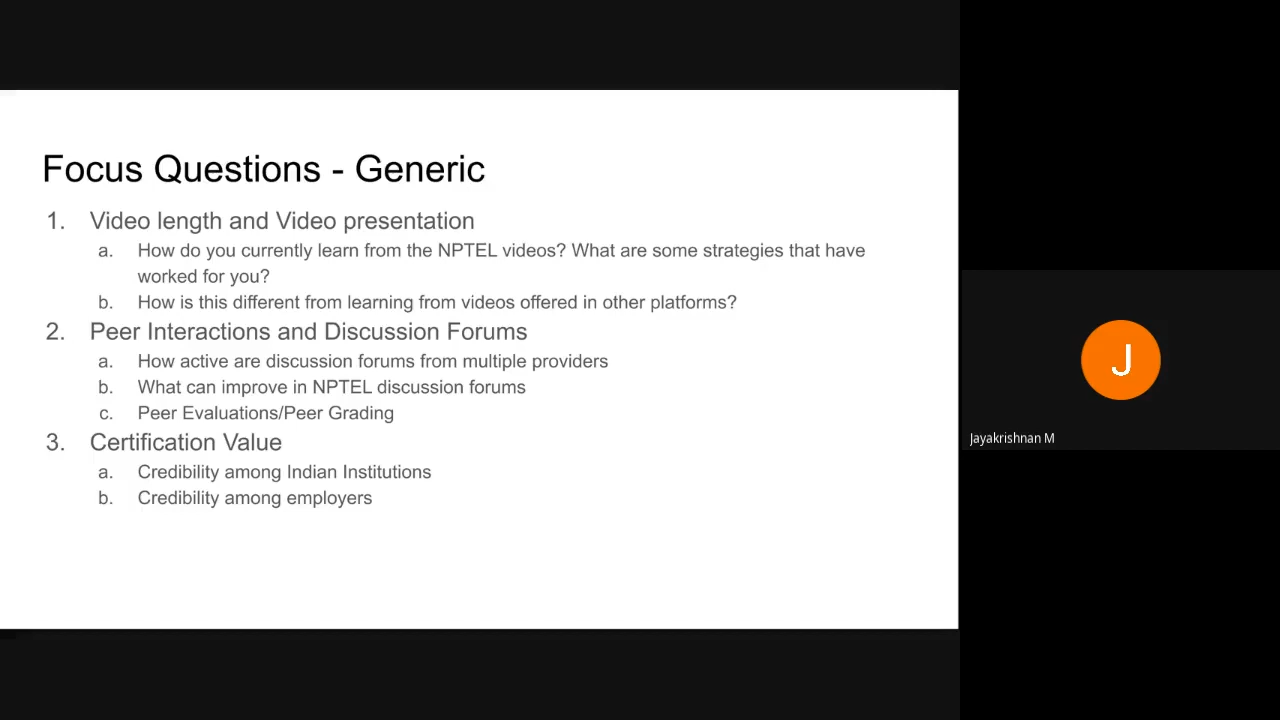 Focus Questions - Generic
1. Video length and Video presentation
a. How do you currently learn from the NPTEL videos? What are some strategies that have
worked for you?
b. How is this different from learning from videos offered in other platforms?
2. Peer Interactions and Discussion Forums
a. How active are discussion forums from multiple providers
b. What can improve in NPTEL discussion forums
c. Peer Evaluations/Peer Grading
3. Certification Value
a. Credibility among Indian Institutions
b. Credibility among employers
J
Jayakrishnan M